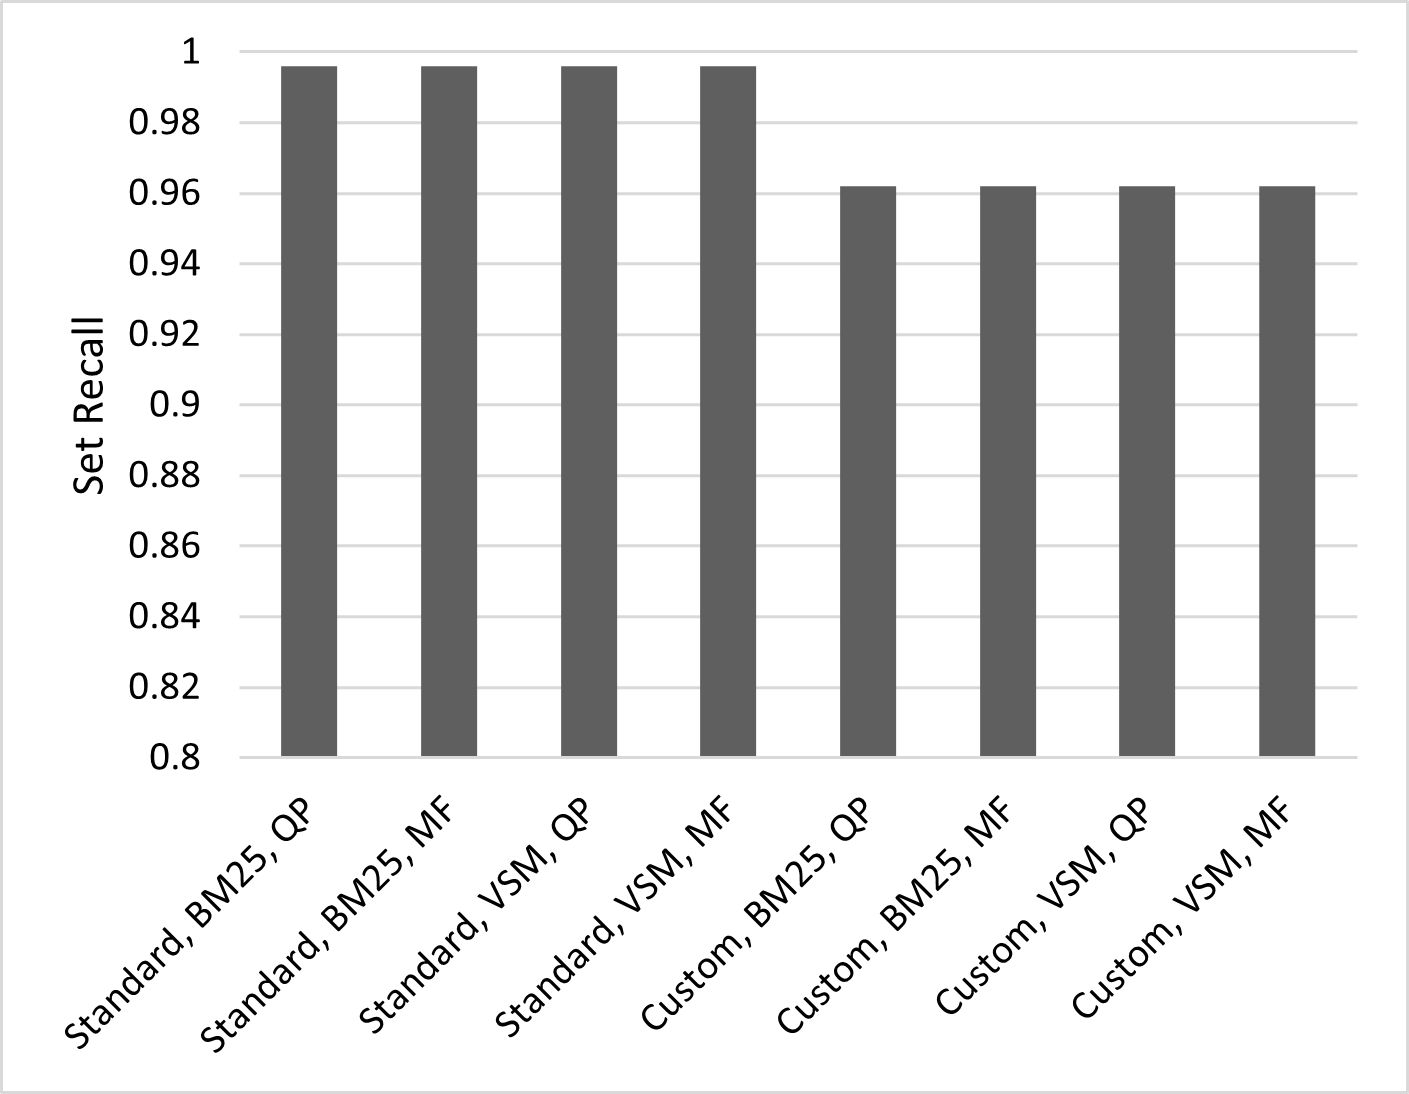 Set Recall
1
0.98
0.96
0.94
0.92
0.9
0.88
0.86
0.84
0.82
0.8
Standard, BM25, QP
Standard, BM25, MF
Standard, VSM, QP
Standard, VSM, MF
Custom, BM25, QP
Custom, BM25, MF
Custom, VSM, QP
Custom, VSM, MF